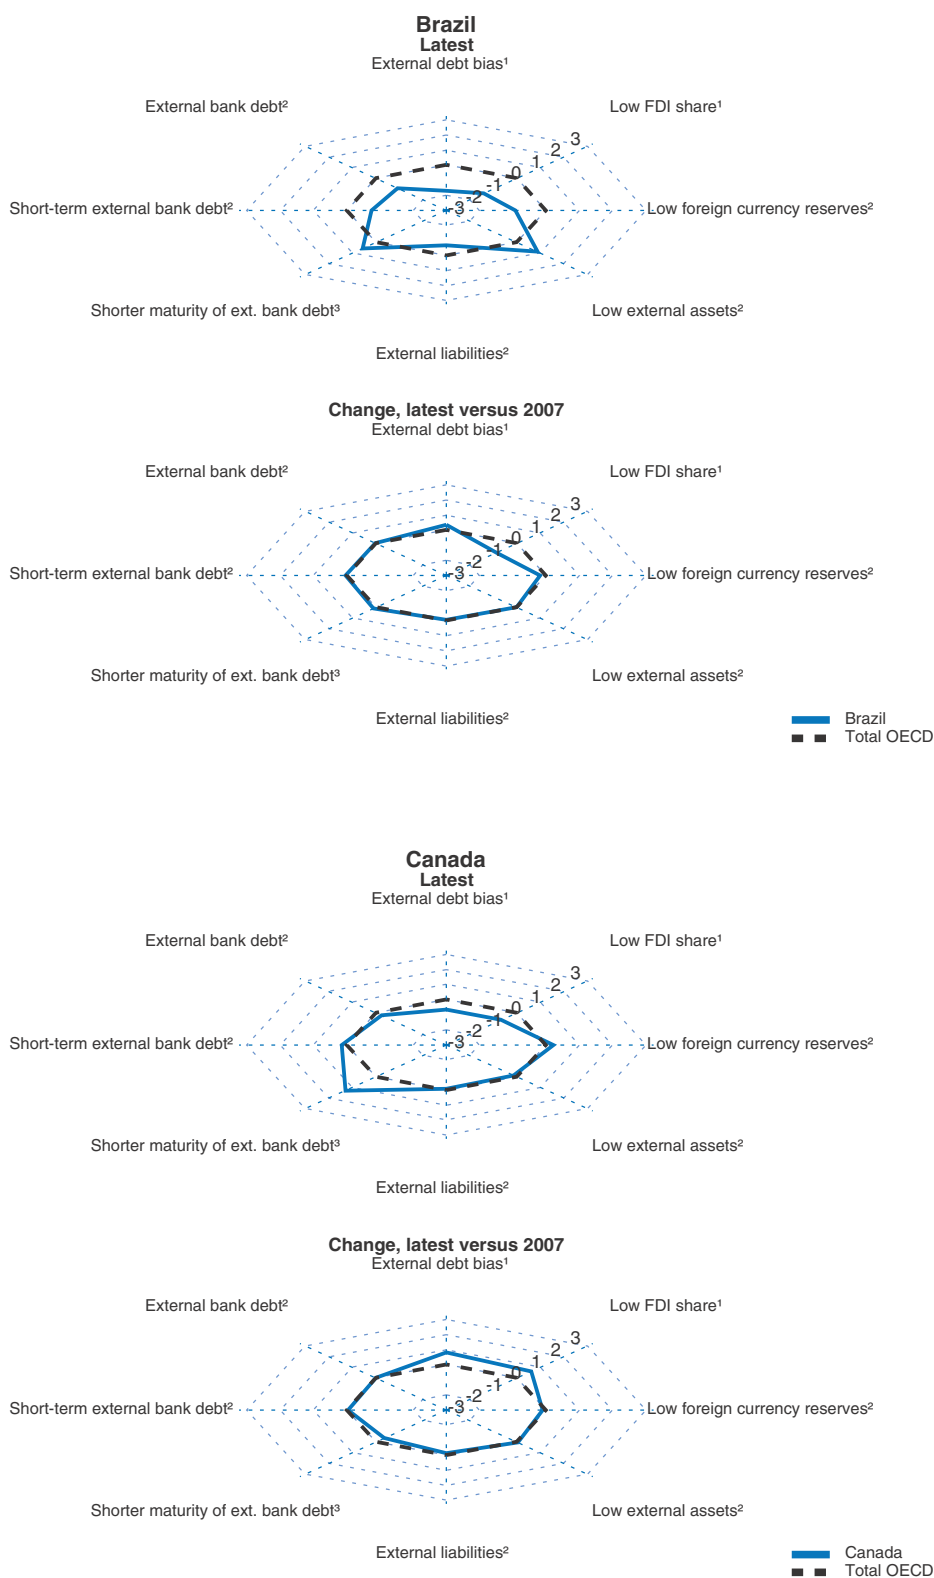 Brazil
Latest
External debt bias¹
External bank debt²
Low FDI share¹
3
2
1
0
-1
-2
-3
Short-term external bank debt²
Low foreign currency reserves²
Shorter maturity of ext. bank debt³
Low external assets²
External liabilities²
Change, latest versus 2007
External debt bias¹
External bank debt²
Low FDI share¹
3
2
1
0
-1
-2
-3
Short-term external bank debt²
Low foreign currency reserves²
Shorter maturity of ext. bank debt³
Low external assets²
External liabilities²
Brazil
Total OECD
Canada
Latest
External debt bias¹
External bank debt²
Low FDI share¹
3
2
1
0
-1
-2
-3
Short-term external bank debt²
Low foreign currency reserves²
Shorter maturity of ext. bank debt³
Low external assets²
External liabilities²
Change, latest versus 2007
External debt bias¹
External bank debt²
Low FDI share¹
3
2
1
0
-1
-2
-3
Short-term external bank debt²
Low foreign currency reserves²
Shorter maturity of ext. bank debt³
Low external assets²
External liabilities²
Canada
Total OECD